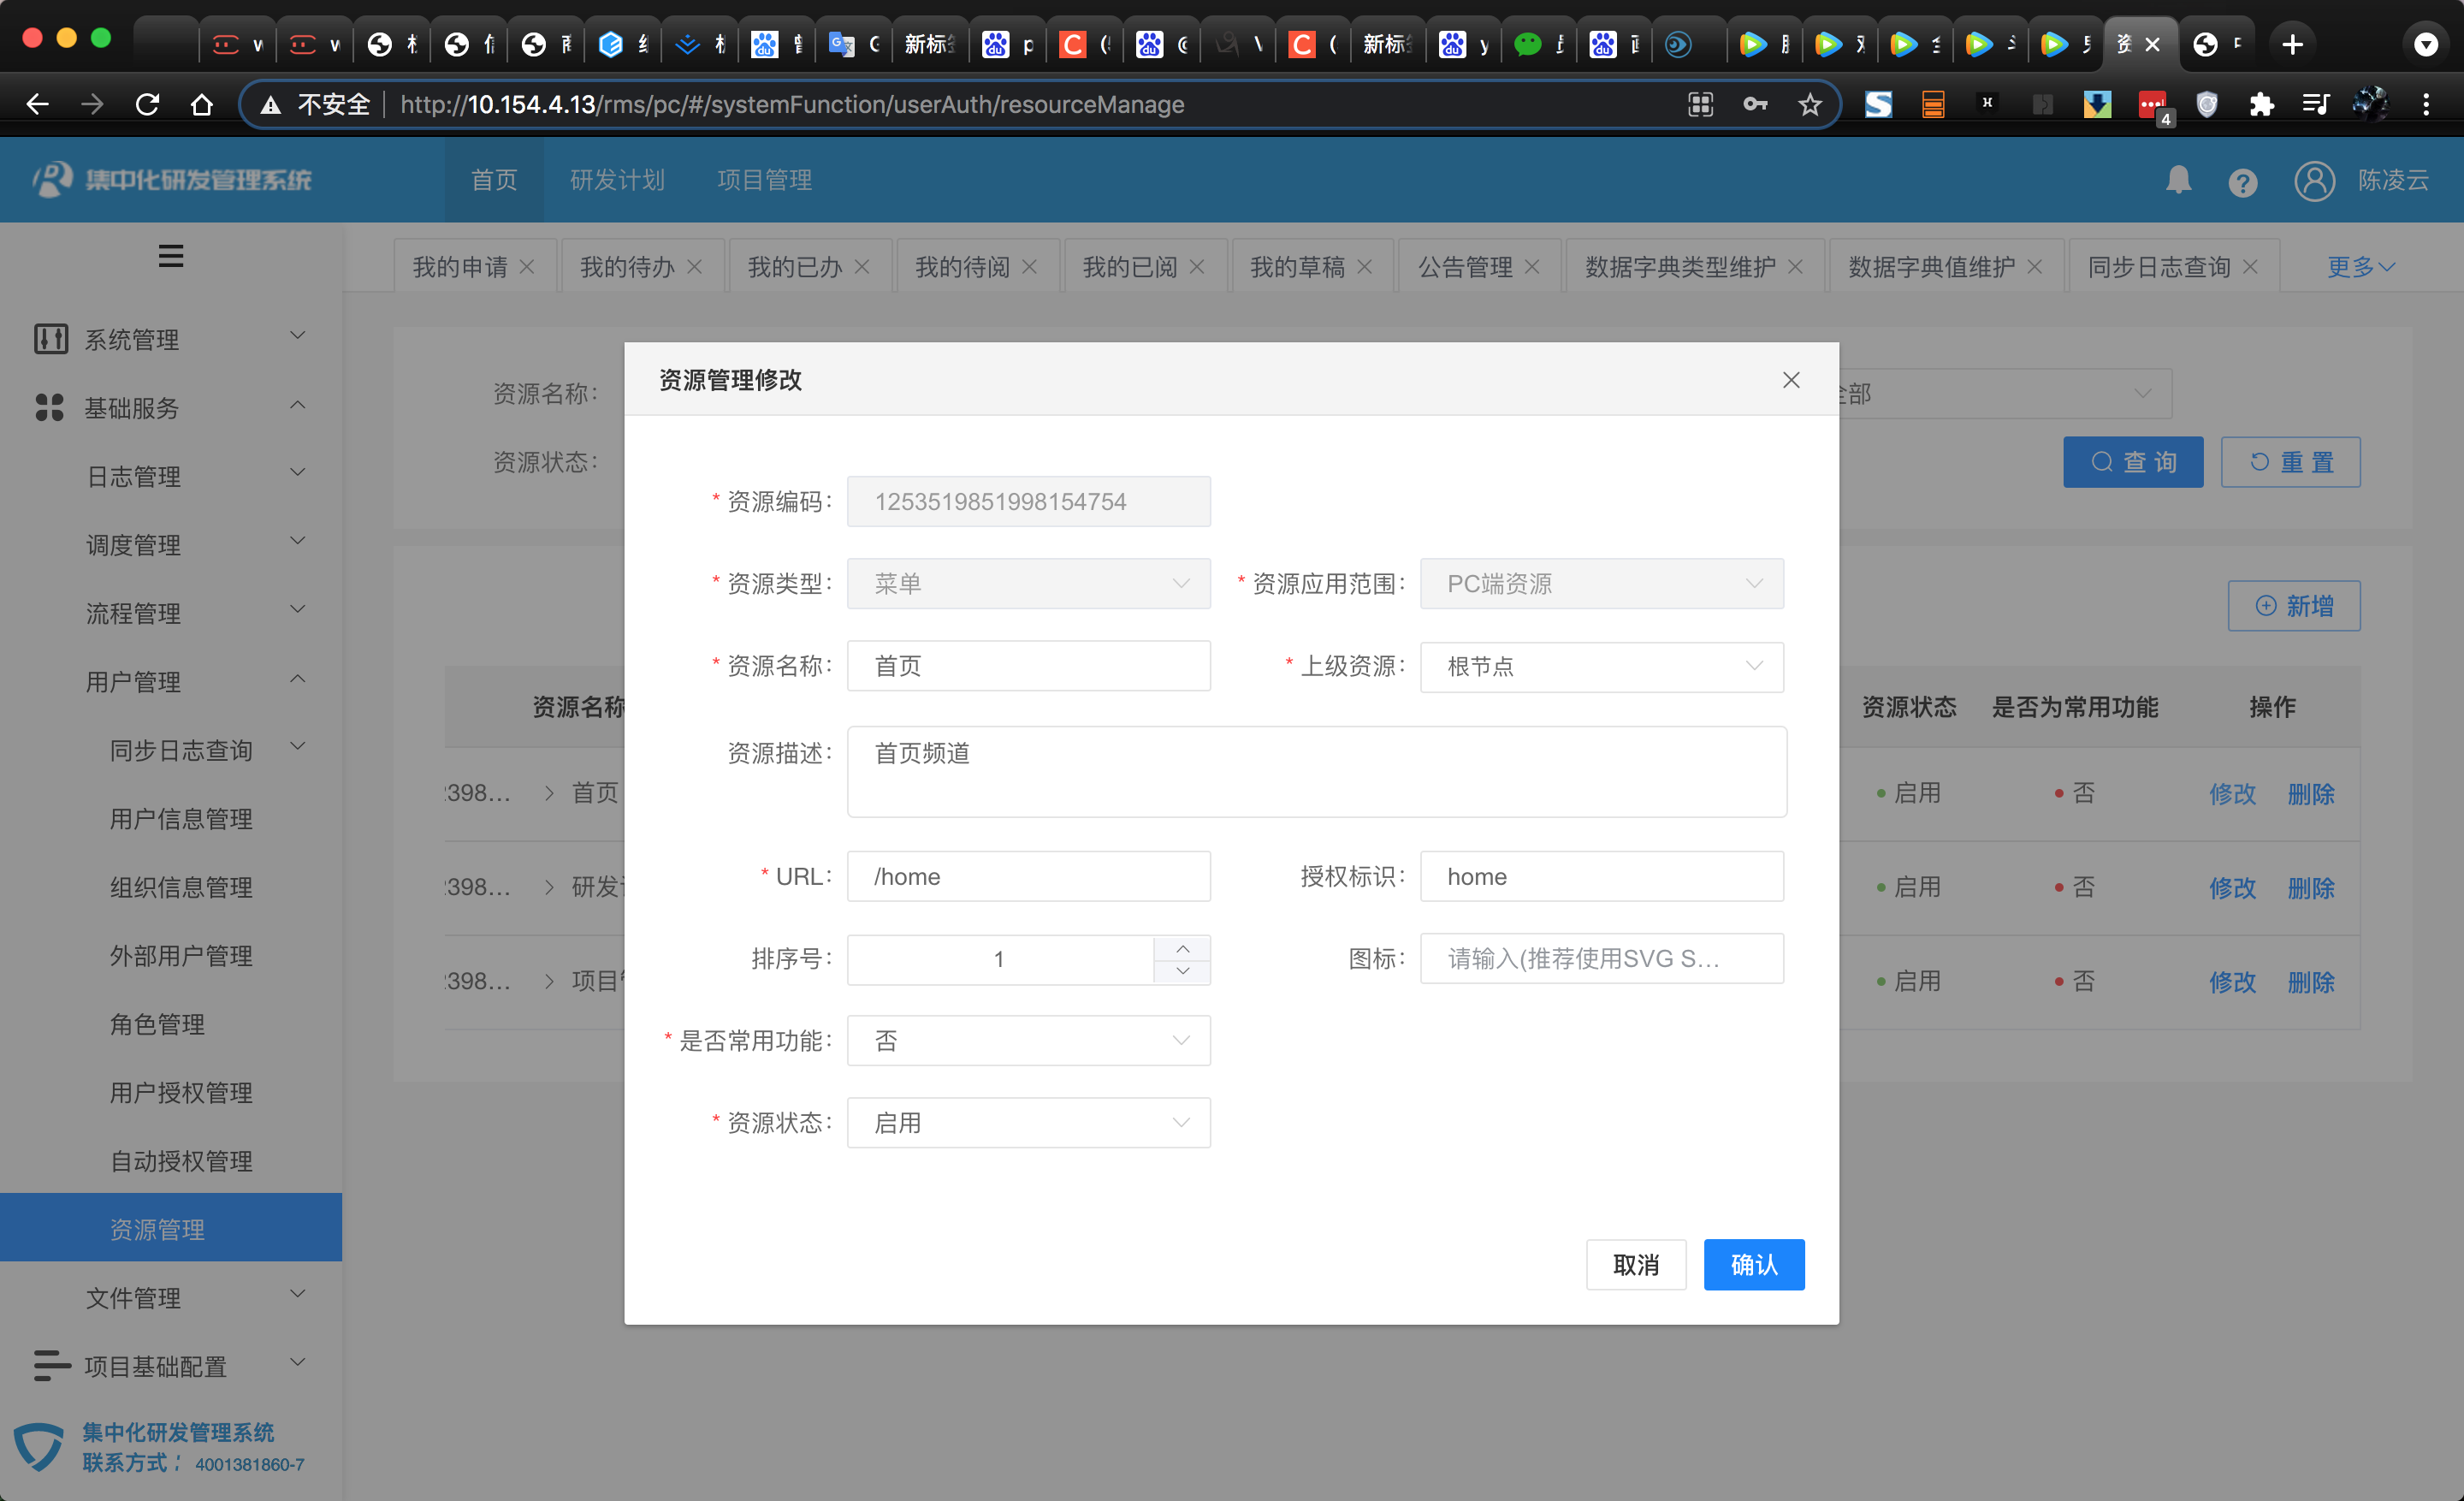 新标
新标
不安全 http://10.154.4.13/rms/pc/#/systemFunction/userAuth/resourceManage
4
集中化研发管理系统
首页 研发计划 项目管理
陈凌云
我的申请 我的待办 我的已办 我的待阅 我的已阅 我的草稿 公告管理 数据字典类型维护 数据字典值维护 同步日志查询 更多
系统管理
基础服务
日志管理
调度管理
流程管理
用户管理
同步日志查询
用户信息管理
组织信息管理
外部用户管理
角色管理
用户授权管理
自动授权管理
资源管理
文件管理
项目基础配置
集中化研发管理系统
联系方式: 4001381860-7
资源名称:
全部
资源状态:
查询 重置
新增
资源名称 资源状态 是否为常用功能 操作
2398... 首页 启用 否 修改 删除
2398... 研发 启用 否 修改 删除
2398... 项目 启用 否 修改 删除
资源管理修改
* 资源编码: 1253519851998154754
* 资源类型: 菜单
* 资源应用范围: PC端资源
* 资源名称: 首页
* 上级资源: 根节点
资源描述: 首页频道
* URL: /home
授权标识: home
排序号: 1
图标: 请输入(推荐使用SVG S...
* 是否常用功能: 否
* 资源状态: 启用
取消 确认